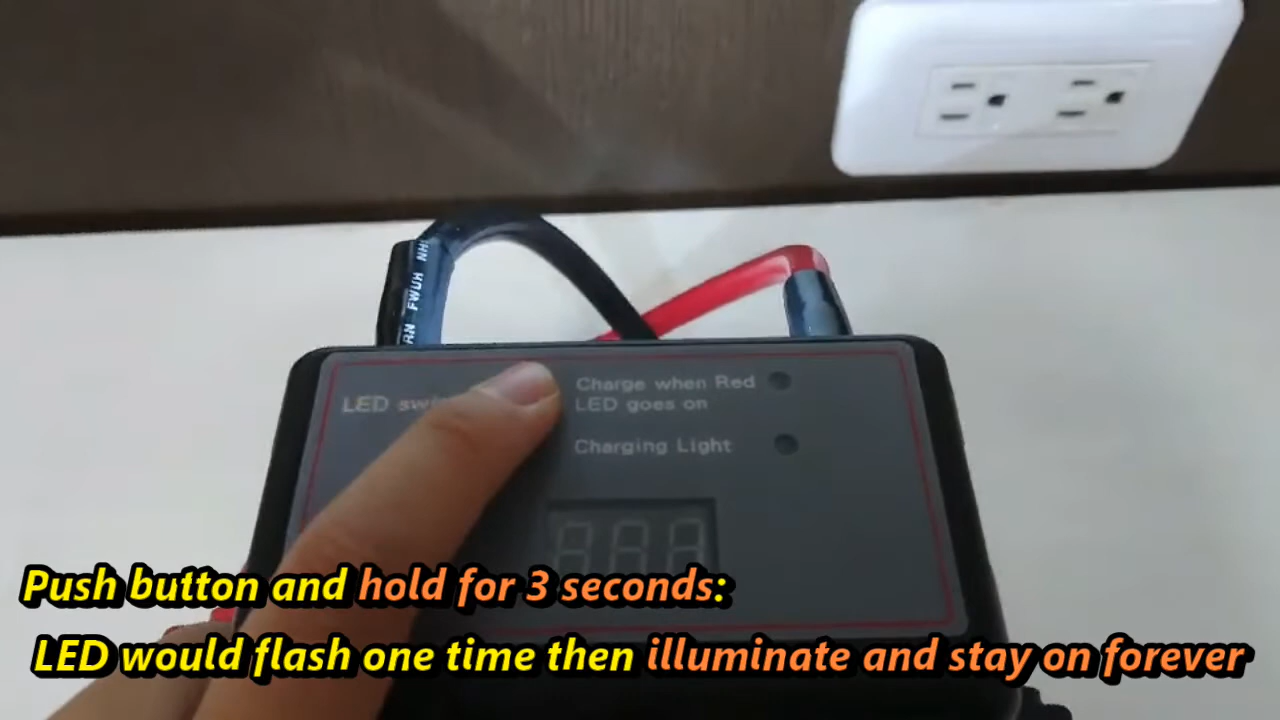 FWUH NH
LED
Charge when Red
LED goes on
Charging Light
Push button and hold for 3 seconds:
LED would flash one time then illuminate and stay on forever